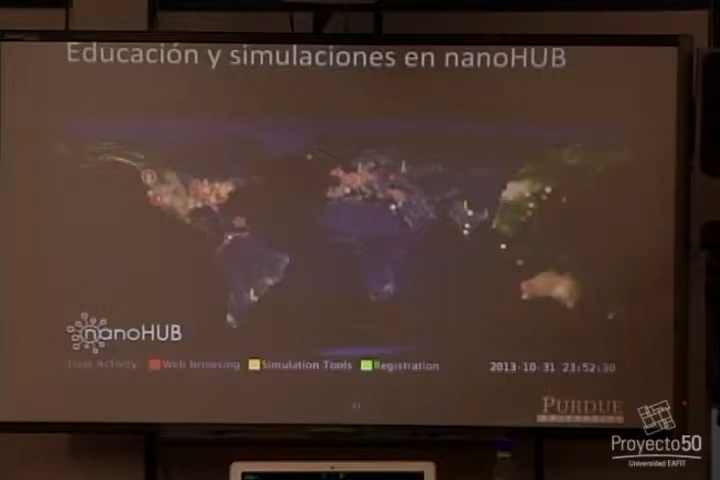 Educación y simulaciones en nanoHUB
nanoHUB
User Activity Web browsing Simulation Tools Registration
2013-10-31 23:52:30
PURDUE
UNIVERSITY
Proyecto50
Universidad EAFIT